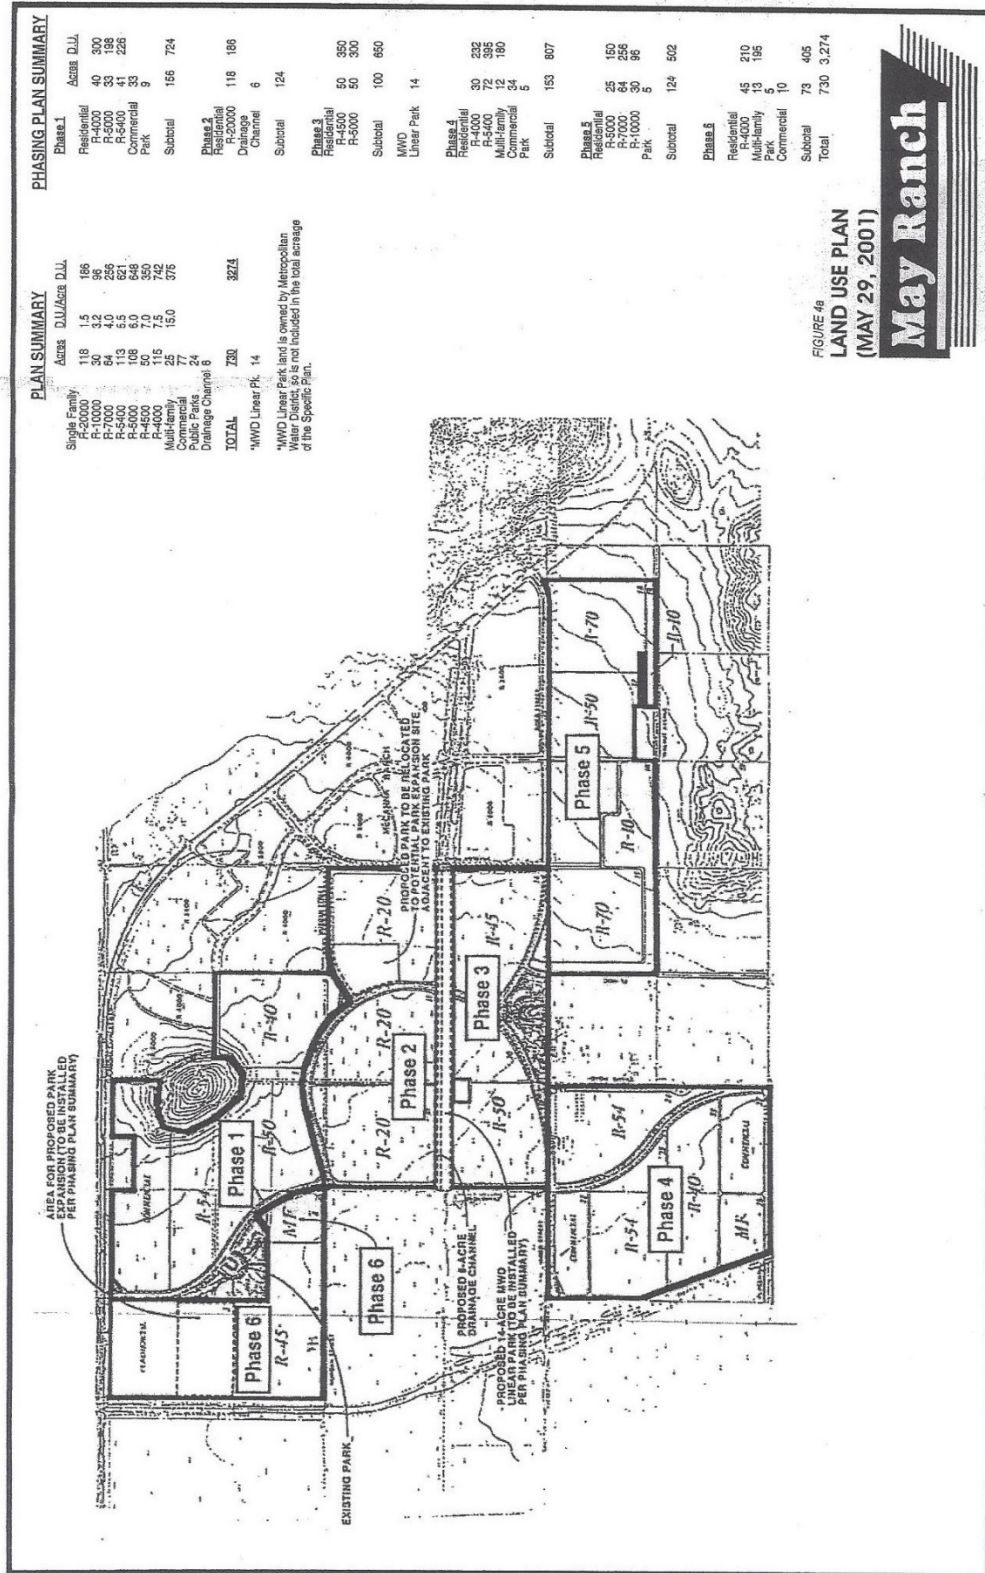 PLAN SUMMARY
Acres D.U./Acre D.U.
Single Family
R-20000 118 1.5 186
R-10000 30 3.2 96
R-7000 64 4.0 256
R-5400 113 5.5 621
R-5000 108 6.0 648
R-4500 50 7.0 350
R-4000 115 7.5 742
Multi-family 25 15.0 375
Commercial 77
Public Parks 24
Drainage Channel 6
TOTAL 730 3274
*MWD Linear Pk. 14
*MWD Linear Park land is owned by Metropolitan
Water District, so is not included in the total acreage
of the Specific Plan.
PHASING PLAN SUMMARY
Acres D.U.
Phase 1
Residential
R-4000 40 300
R-5000 33 198
R-5400 41 226
Commercial 33
Park 9
Subtotal 156 724
Phase 2
Residential
R-20000 118 186
Drainage
Channel 6
Subtotal 124
Phase 3
Residential
R-4500 50 350
R-5000 50 300
Subtotal 100 650
MWD
Linear Park 14
Phase 4
Residential
R-4000 30 232
R-5400 72 395
Multi-family 12 180
Commercial 34
Park 5
Subtotal 153 807
Phase 5
Residential
R-5000 25 150
R-7000 64 256
R-10000 30 96
Park 5
Subtotal 124 502
Phase 6
Residential
R-4000 45 210
Multi-family 13 195
Park 5
Commercial 10
Subtotal 73 405
Total 730 3,274
AREA FOR PROPOSED PARK
EXPANSION (TO BE INSTALLED
PER PHASING PLAN SUMMARY)
EXISTING PARK
Phase 6
R-45
COMMERCIAL
R-54
Phase 1
R-50
R-40
MF
Phase 6
R-20
Phase 2
R-20
R-20
PROPOSED PARK TO BE RELOCATED
TO POTENTIAL PARK EXPANSION SITE
ADJACENT TO EXISTING PARK
MECANNA RANCH
PROPOSED 6-ACRE
DRAINAGE CHANNEL
PROPOSED 14-ACRE MWD
LINEAR PARK (TO BE INSTALLED
PER PHASING PLAN SUMMARY)
R-50
Phase 3
R-45
COMMERCIAL
R-54
R-54
Phase 4
R-40
MF
COMMERCIAL
R-70
R-10
Phase 5
R-50
R-70
R-10
FIGURE 4a
LAND USE PLAN
(MAY 29, 2001)
May Ranch